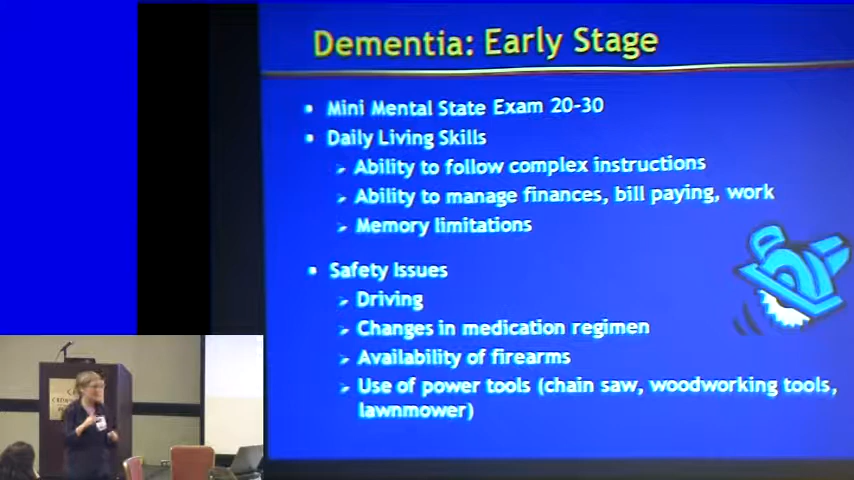 Dementia: Early Stage
Mini Mental State Exam 20-30
Daily Living Skills
Ability to follow complex instructions
Ability to manage finances, bill paying, work
Memory limitations
Safety Issues
Driving
Changes in medication regimen
Availability of firearms
Use of power tools (chain saw, woodworking tools,
lawnmower)